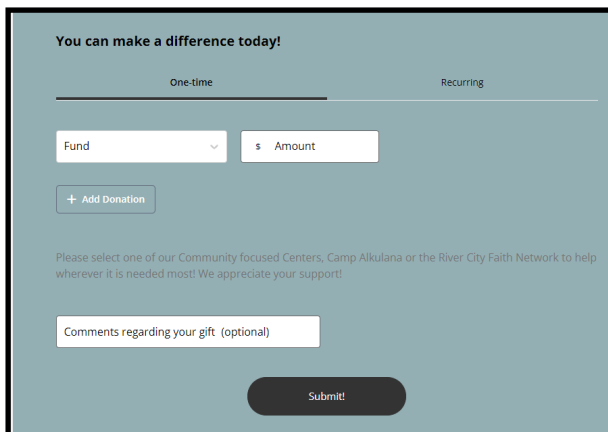 You can make a difference today!
One-time
Recurring
Fund
$ Amount
+ Add Donation
Please select one of our Community focused Centers, Camp Alkulana or the River City Faith Network to help
wherever it is needed most! We appreciate your support!
Comments regarding your gift (optional)
Submit!